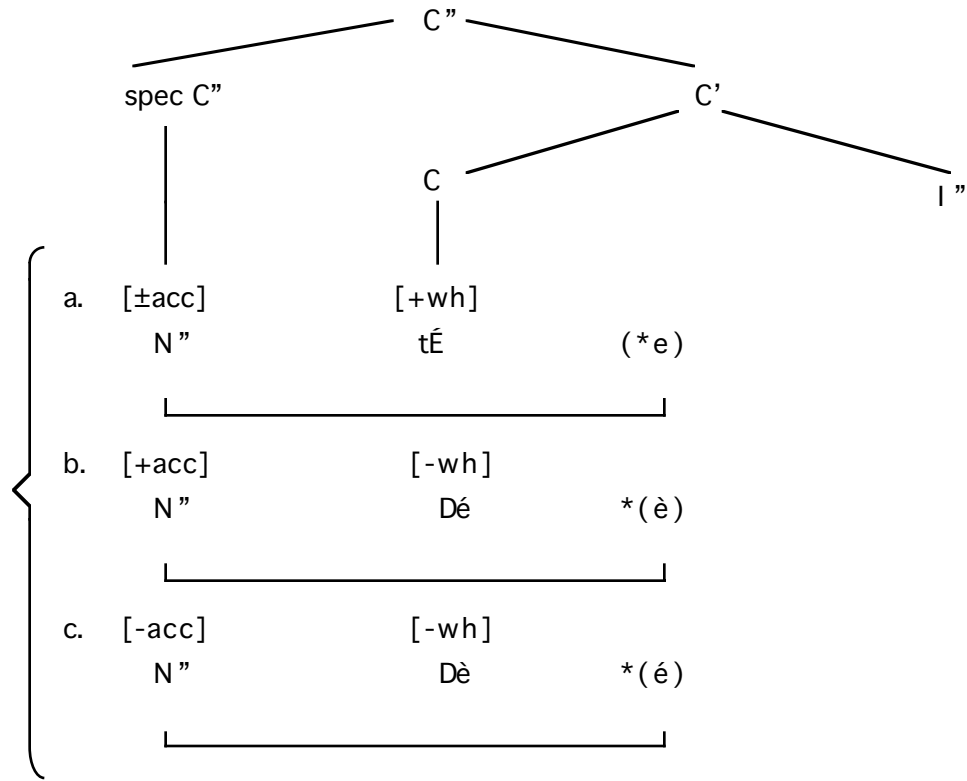 C”
spec C” C’
C I ”
a. [±acc] [+wh]
N” tÉ (*e)
b. [+acc] [-wh]
N” Dé *(è)
c. [-acc] [-wh]
N” Dè *(é)